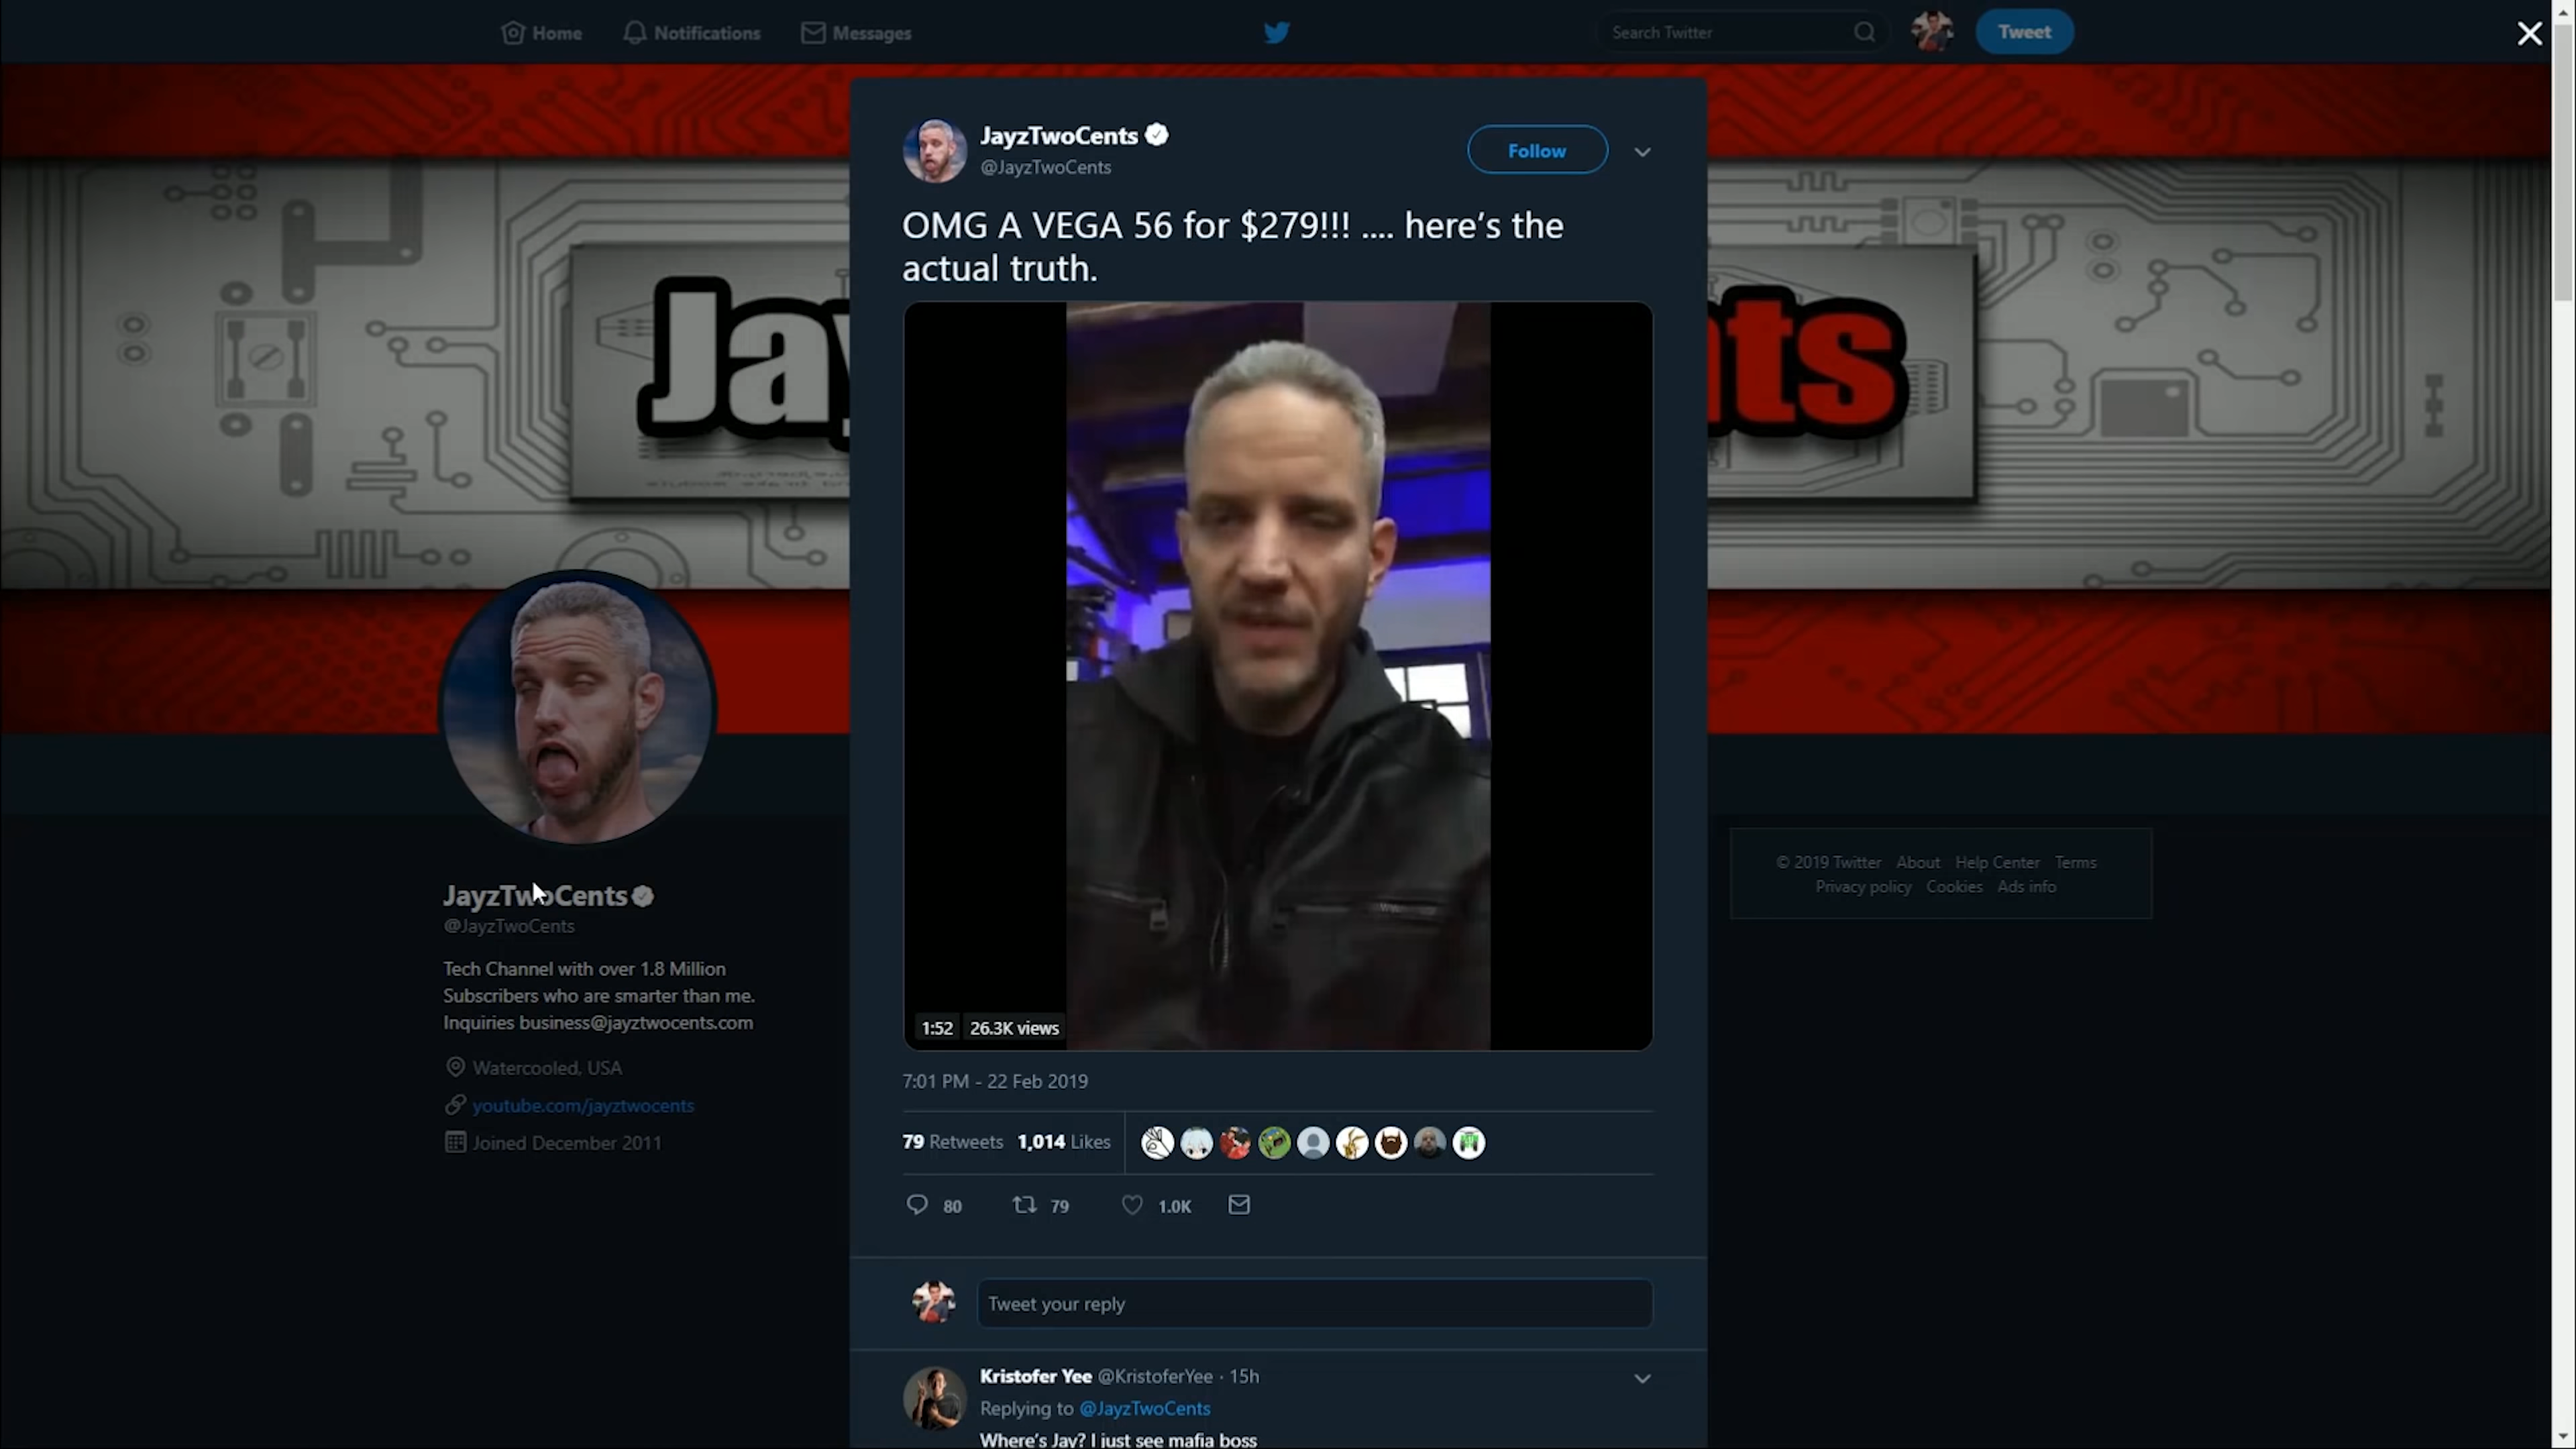 Home
Notifications
Messages
Search Twitter
Tweet
JayzTwoCents
@JayzTwoCents
Follow
OMG A VEGA 56 for $279!!! .... here's the
actual truth.
Jay
nts
1:52
26.3K views
7:01 PM - 22 Feb 2019
79 Retweets
1,014 Likes
80
79
1.0K
Tweet your reply
Kristofer Yee @KristoferYee · 15h
Replying to @JayzTwoCents
Where's Jay? I just see mafia boss
JayzTwoCents
@JayzTwoCents
Tech Channel with over 1.8 Million
Subscribers who are smarter than me.
Inquiries business@jayztwocents.com
Watercooled, USA
youtube.com/jayztwocents
Joined December 2011
© 2019 Twitter About Help Center Terms
Privacy policy Cookies Ads info